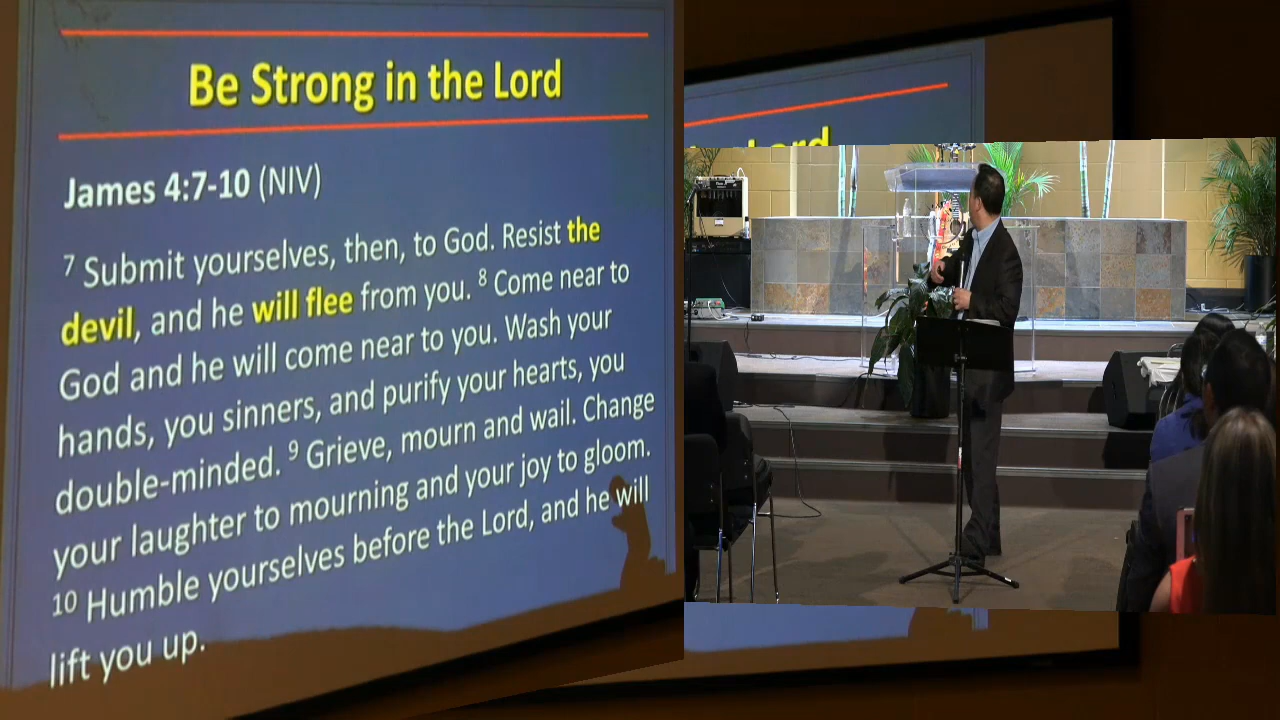 Be Strong in the Lord
James 4:7-10 (NIV)
7 Submit yourselves, then, to God. Resist the
devil, and he will flee from you. 8 Come near to
God and he will come near to you. Wash your
hands, you sinners, and purify your hearts, you
double-minded. 9 Grieve, mourn and wail. Change
your laughter to mourning and your joy to gloom.
10 Humble yourselves before the Lord, and he will
lift you up.
Lord